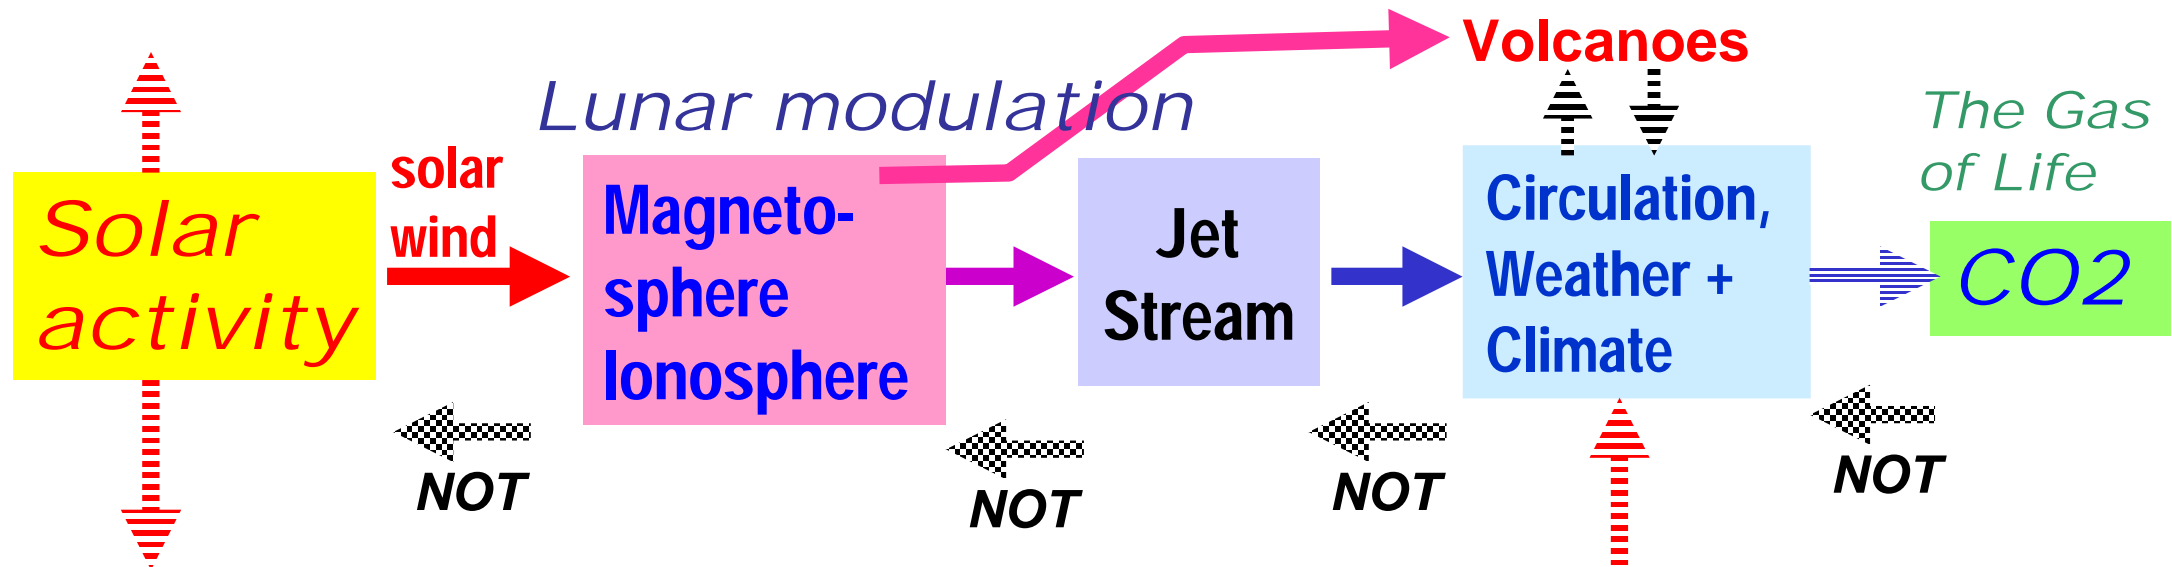 Solar
activity
solar
wind
Lunar modulation
Magneto-
sphere
Ionosphere
Jet
Stream
Volcanoes
Circulation,
Weather +
Climate
The Gas
of Life
CO2
NOT
NOT
NOT
NOT